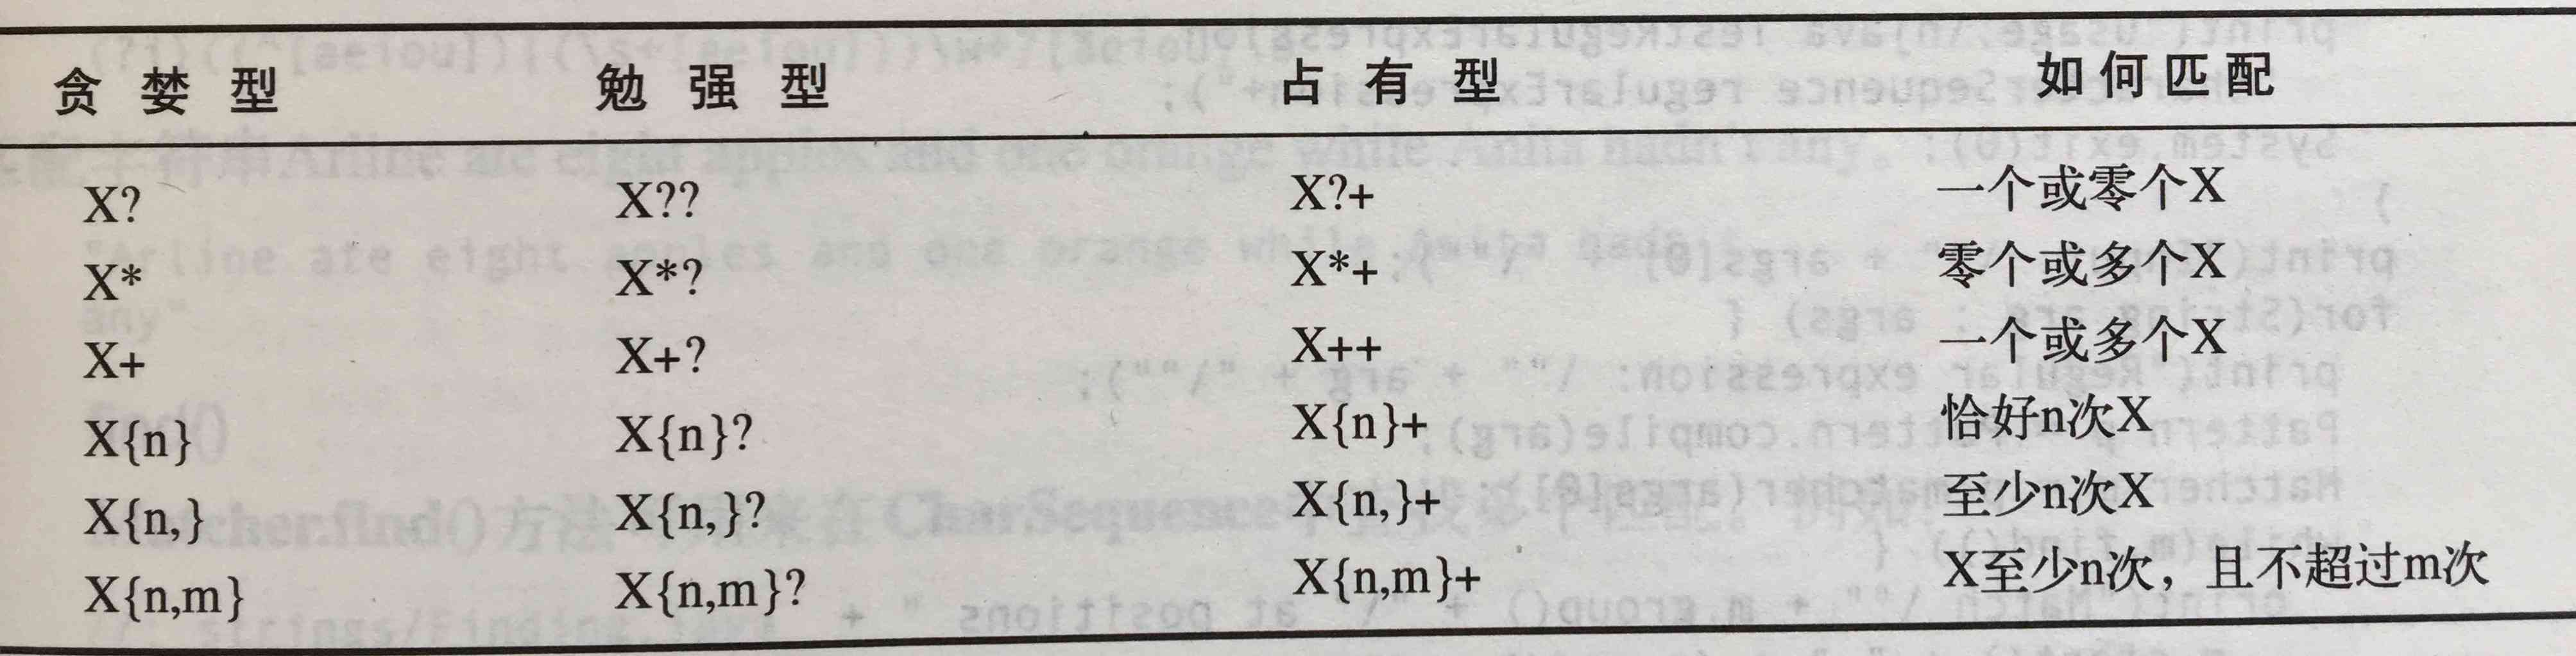 贪婪型 勉强型 占有型 如何匹配
X? X?? X?+ 一个或零个X
X* X*? X*+ 零个或多个X
X+ X+? X++ 一个或多个X
X{n} X{n}? X{n}+ 恰好n次X
X{n,} X{n,}? X{n,}+ 至少n次X
X{n,m} X{n,m}? X{n,m}+ X至少n次，且不超过m次